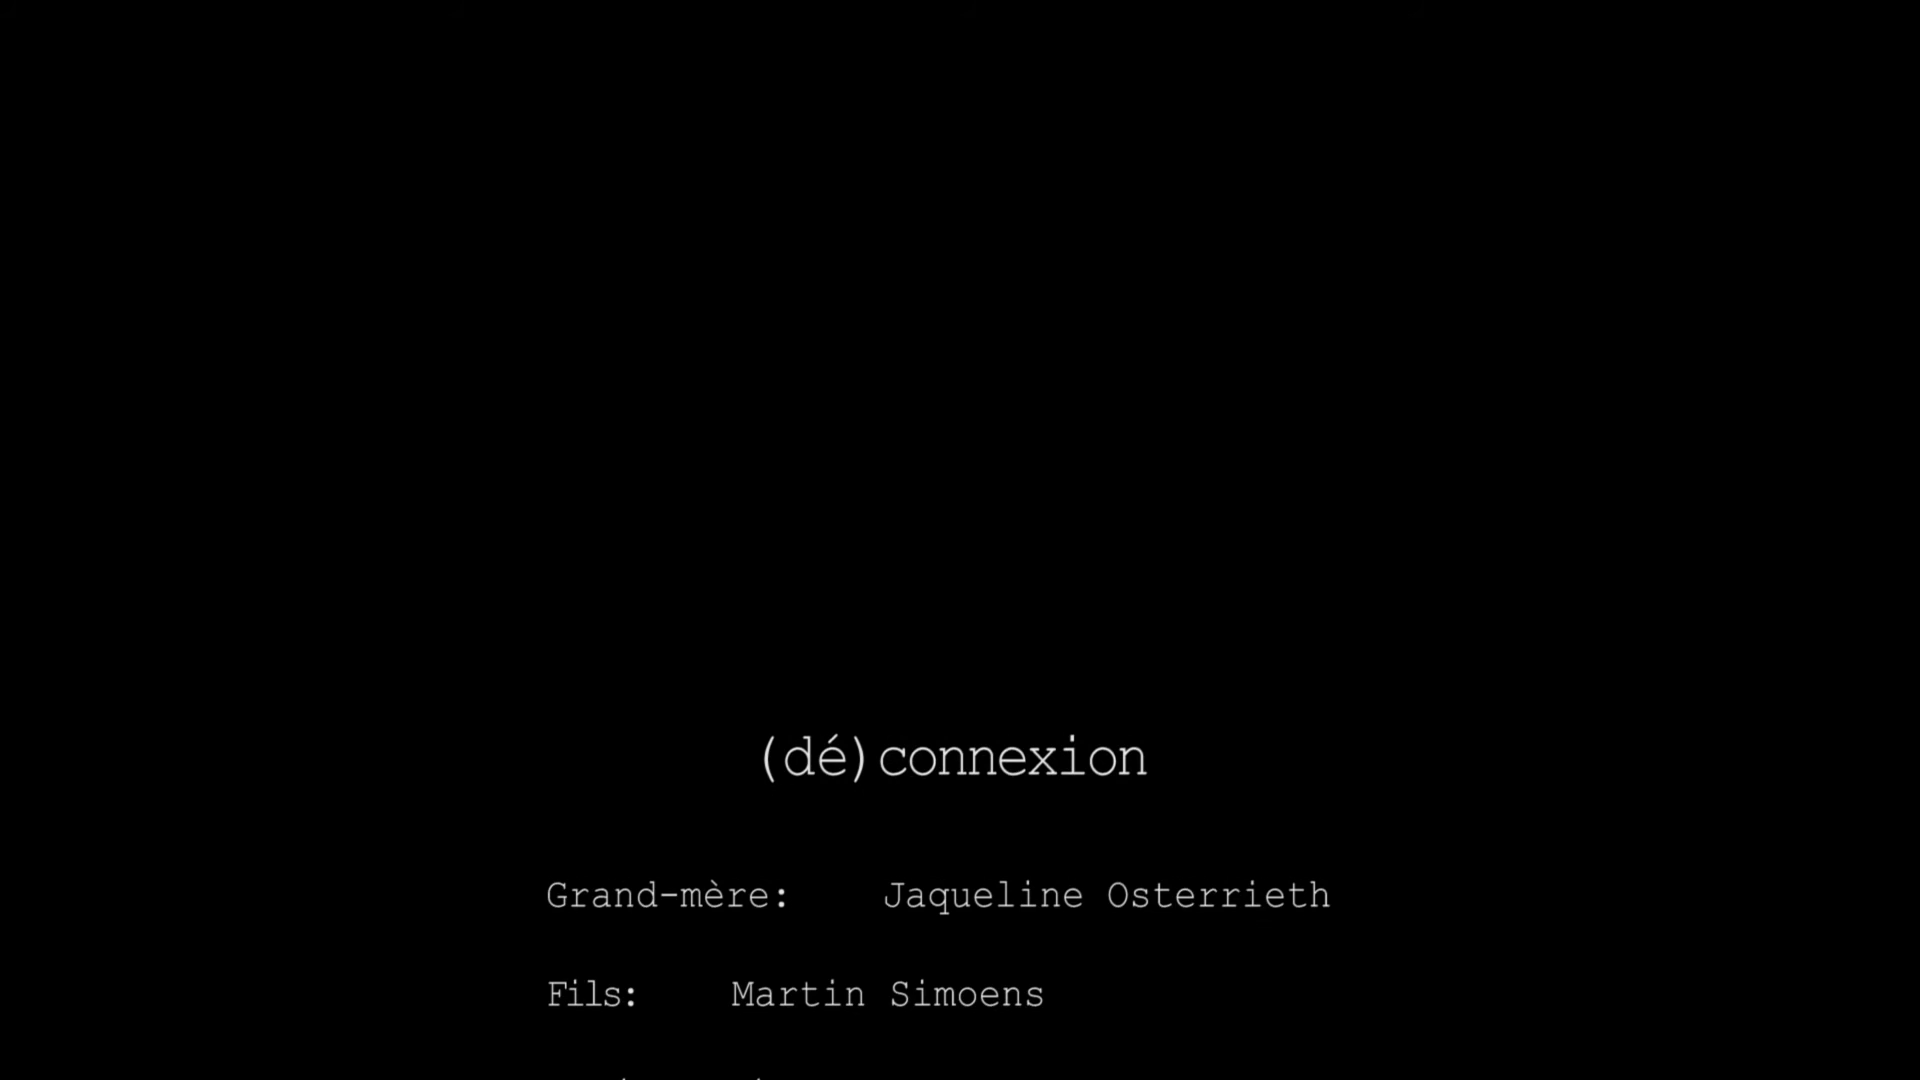 (dé)connexion
Grand-mère: Jaqueline Osterrieth
Fils: Martin Simoens